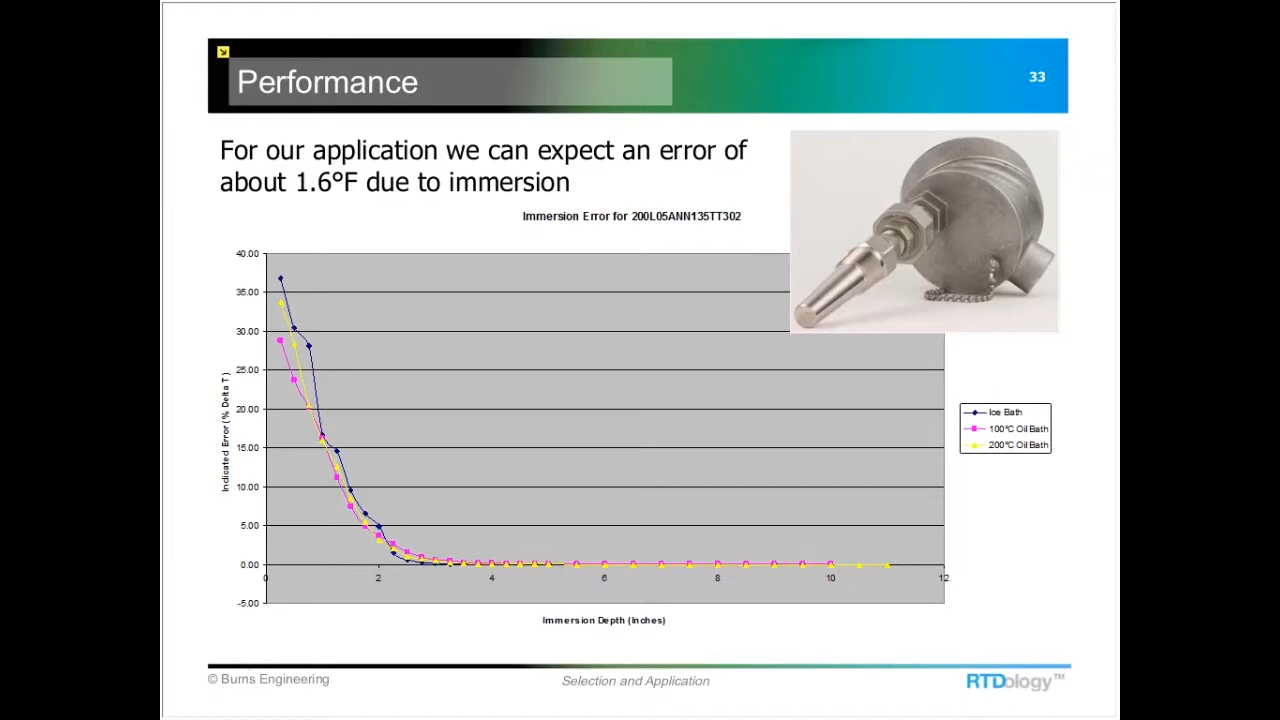 Performance
33
For our application we can expect an error of
about 1.6°F due to immersion
Immersion Error for 200L05ANN135TT302
40.00
35.00
30.00
25.00
20.00
15.00
10.00
5.00
0.00
-5.00
Indicated Error (% Delta T)
0 2 4 6 8 10 12
Immersion Depth (Inches)
Ice Bath
100°C Oil Bath
200°C Oil Bath
© Burns Engineering
Selection and Application
RTDology™